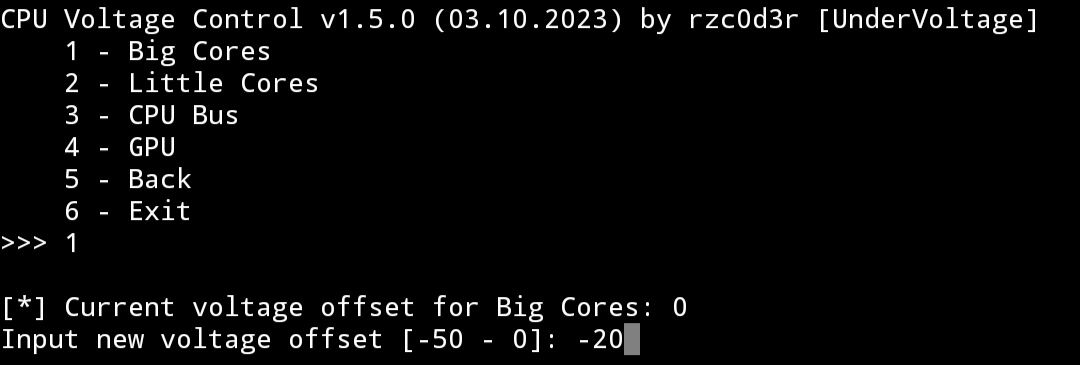 CPU Voltage Control v1.5.0 (03.10.2023) by rzc0d3r [UnderVoltage]
1 - Big Cores
2 - Little Cores
3 - CPU Bus
4 - GPU
5 - Back
6 - Exit
>>> 1
[*] Current voltage offset for Big Cores: 0
Input new voltage offset [-50 - 0]: -20